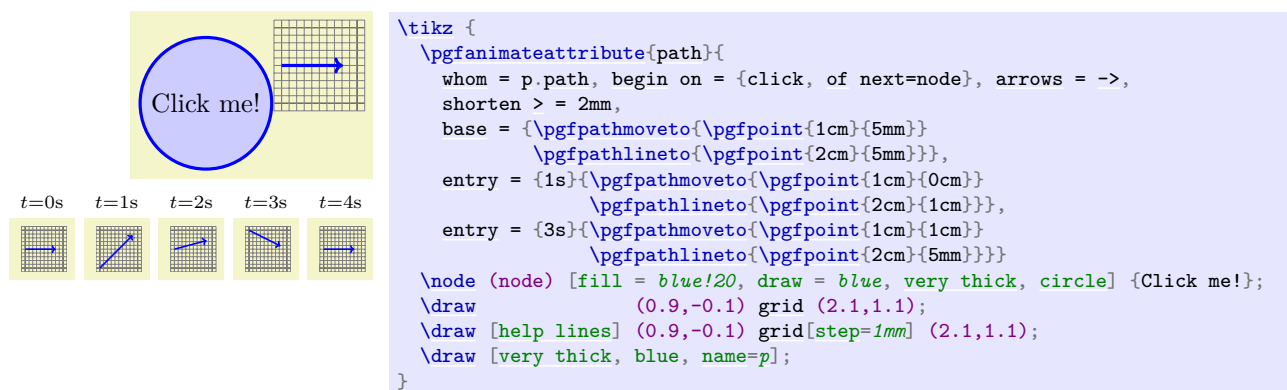 Click me!
t=0s t=1s t=2s t=3s t=4s
\tikz {
  \pgfanimateattribute{path}{
    whom = p.path, begin on = {click, of next=node}, arrows = ->,
    shorten > = 2mm,
    base = {\pgfpathmoveto{\pgfpoint{1cm}{5mm}}
            \pgfpathlineto{\pgfpoint{2cm}{5mm}}},
    entry = {1s}{\pgfpathmoveto{\pgfpoint{1cm}{0cm}}
                 \pgfpathlineto{\pgfpoint{2cm}{1cm}}},
    entry = {3s}{\pgfpathmoveto{\pgfpoint{1cm}{1cm}}
                 \pgfpathlineto{\pgfpoint{2cm}{5mm}}}}
  \node (node) [fill = blue!20, draw = blue, very thick, circle] {Click me!};
  \draw              (0.9,-0.1) grid (2.1,1.1);
  \draw [help lines] (0.9,-0.1) grid[step=1mm] (2.1,1.1);
  \draw [very thick, blue, name=p];
}